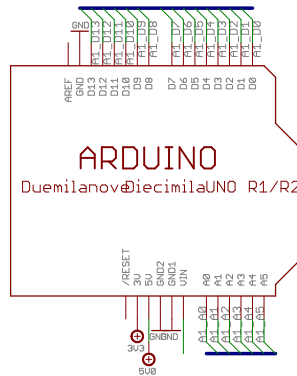 GND A1_D13 A1_D12 A1_D11 A1_D10 A1_D9 A1_D8 A1_D7 A1_D6 A1_D5 A1_D4 A1_D3 A1_D2 A1_D1 A1_D0
AREF GND D13 D12 D11 D10 D9 D8 D7 D6 D5 D4 D3 D2 D1 D0
ARDUINO
Duemilanove Diecimila UNO R1/R2
/RESET 3V 5V GND2 GND1 VIN A0 A1 A2 A3 A4 A5
A1_A0 A1_A1 A1_A2 A1_A3 A1_A4 A1_A5
3V3 GND GND
5V0